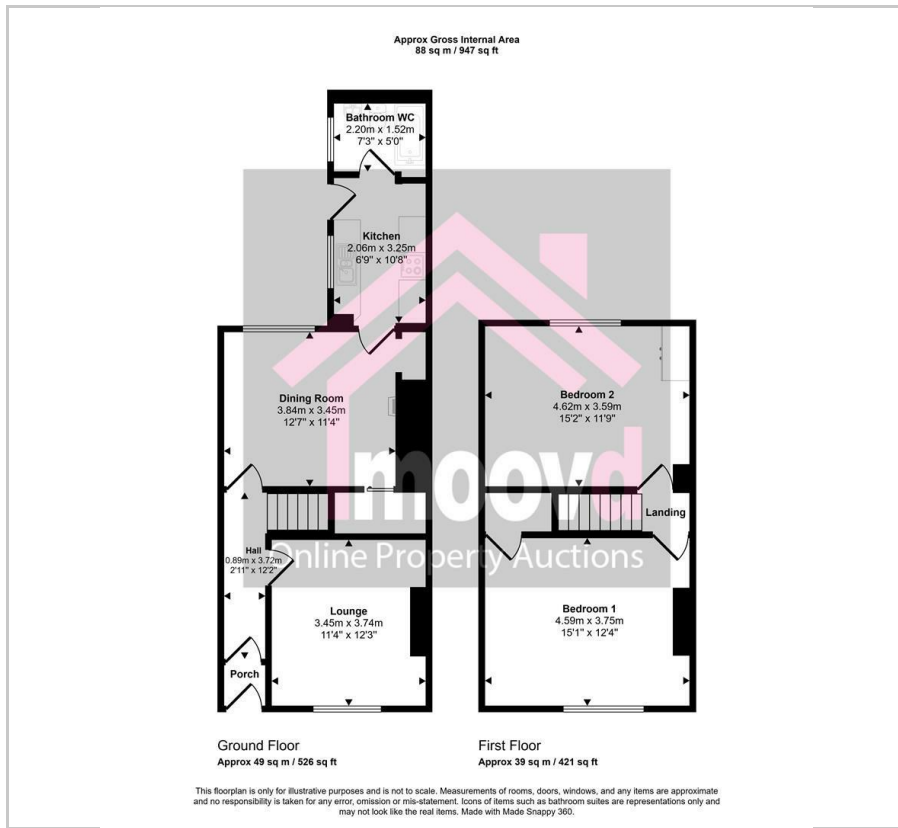 Approx Gross Internal Area
88 sq m / 947 sq ft
Bathroom WC
2.20m x 1.52m
7'3" x 5'0"
Kitchen
2.06m x 3.25m
6'9" x 10'8"
Dining Room
3.84m x 3.45m
12'7" x 11'4"
Bedroom 2
4.62m x 3.59m
15'2" x 11'9"
moovd
Landing
Online Property Auctions
Hall
0.89m x 3.72m
2'11" x 12'2"
Lounge
3.45m x 3.74m
11'4" x 12'3"
Bedroom 1
4.59m x 3.75m
15'1" x 12'4"
Porch
Ground Floor
Approx 49 sq m / 526 sq ft
First Floor
Approx 39 sq m / 421 sq ft
This floorplan is only for illustrative purposes and is not to scale. Measurements of rooms, doors, windows, and any items are approximate
and no responsibility is taken for any error, omission or mis-statement. Icons of items such as bathroom suites are representations only and
may not look like the real items. Made with Made Snappy 360.